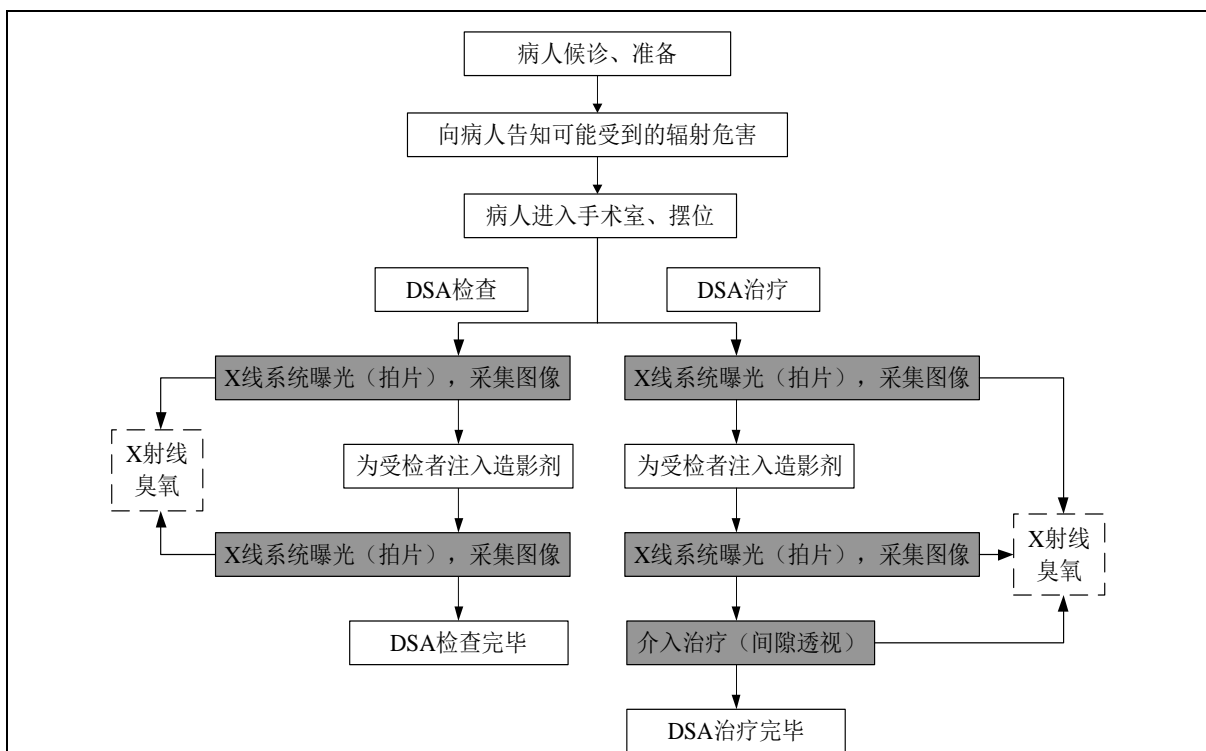 病人候诊、准备
向病人告知可能受到的辐射危害
病人进入手术室、摆位
DSA检查
DSA治疗
X线系统曝光（拍片），采集图像
X线系统曝光（拍片），采集图像
X射线
臭氧
为受检者注入造影剂
为受检者注入造影剂
X线系统曝光（拍片），采集图像
X线系统曝光（拍片），采集图像
X射线
臭氧
DSA检查完毕
介入治疗（间隙透视）
DSA治疗完毕